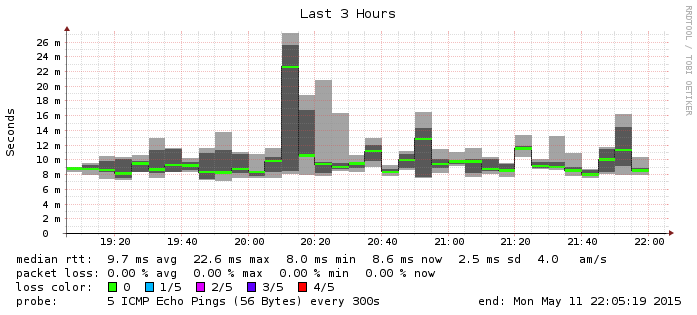 Last 3 Hours
RRDTOOL / TOBI OETIKER
Seconds
26 m
24 m
22 m
20 m
18 m
16 m
14 m
12 m
10 m
8 m
6 m
4 m
2 m
0
19:20 19:40 20:00 20:20 20:40 21:00 21:20 21:40 22:00
median rtt: 9.7 ms avg 22.6 ms max 8.0 ms min 8.6 ms now 2.5 ms sd 4.0 am/s
packet loss: 0.00 % avg 0.00 % max 0.00 % min 0.00 % now
loss color: 0 1/5 2/5 3/5 4/5
probe: 5 ICMP Echo Pings (56 Bytes) every 300s end: Mon May 11 22:05:19 2015